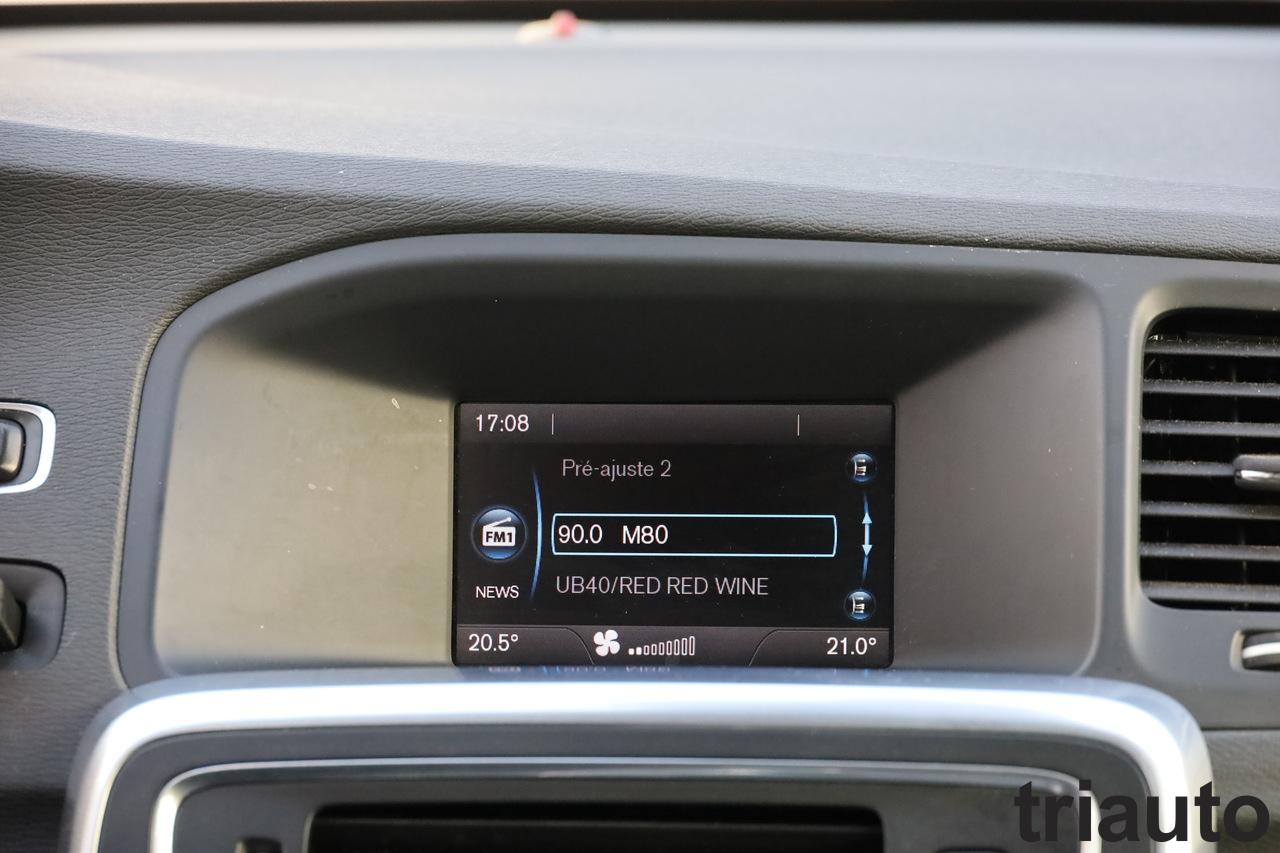 17:08
Pré-ajuste 2
FM1
90.0 M80
NEWS
UB40/RED RED WINE
20.5°
21.0°
triauto